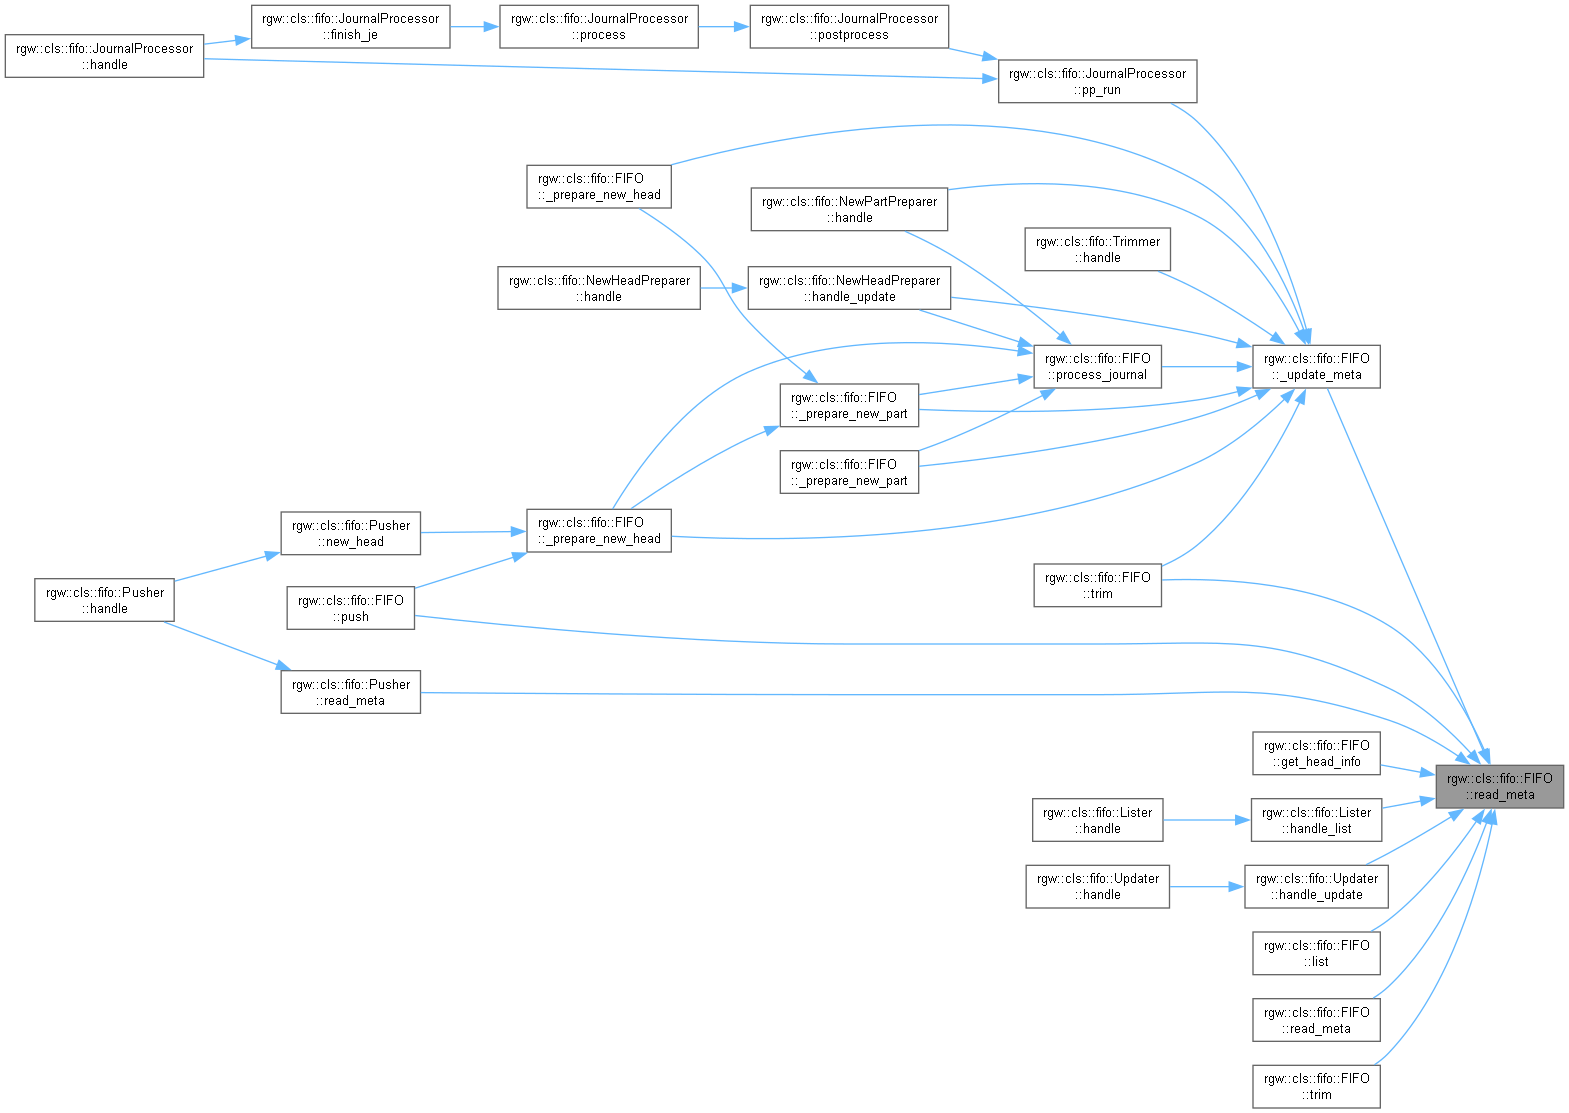 rgw::cls::fifo::JournalProcessor
::finish_je
rgw::cls::fifo::JournalProcessor
::process
rgw::cls::fifo::JournalProcessor
::postprocess
rgw::cls::fifo::JournalProcessor
::handle
rgw::cls::fifo::JournalProcessor
::pp_run
rgw::cls::fifo::FIFO
::_prepare_new_head
rgw::cls::fifo::NewPartPreparer
::handle
rgw::cls::fifo::Trimmer
::handle
rgw::cls::fifo::NewHeadPreparer
::handle
rgw::cls::fifo::NewHeadPreparer
::handle_update
rgw::cls::fifo::FIFO
::process_journal
rgw::cls::fifo::FIFO
::_update_meta
rgw::cls::fifo::FIFO
::_prepare_new_part
rgw::cls::fifo::FIFO
::_prepare_new_part
rgw::cls::fifo::Pusher
::new_head
rgw::cls::fifo::FIFO
::_prepare_new_head
rgw::cls::fifo::FIFO
::trim
rgw::cls::fifo::Pusher
::handle
rgw::cls::fifo::FIFO
::push
rgw::cls::fifo::Pusher
::read_meta
rgw::cls::fifo::FIFO
::get_head_info
rgw::cls::fifo::FIFO
::read_meta
rgw::cls::fifo::Lister
::handle
rgw::cls::fifo::Lister
::handle_list
rgw::cls::fifo::Updater
::handle
rgw::cls::fifo::Updater
::handle_update
rgw::cls::fifo::FIFO
::list
rgw::cls::fifo::FIFO
::read_meta
rgw::cls::fifo::FIFO
::trim